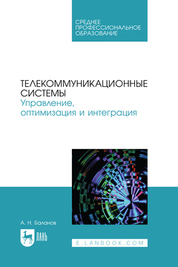 СРЕДНЕЕ
ПРОФЕССИОНАЛЬНОЕ
ОБРАЗОВАНИЕ
ТЕЛЕКОММУНИКАЦИОННЫЕ
СИСТЕМЫ
Управление,
оптимизация и интеграция
А. Н. Баланов
ЛАНЬ
E.LANBOOK.COM